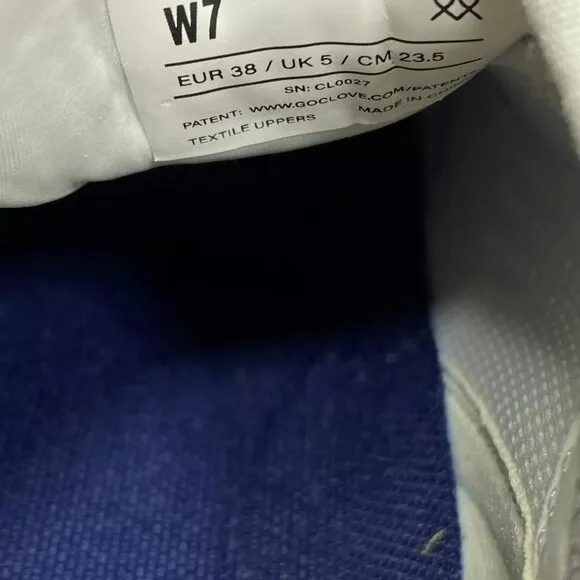 W7
EUR 38 / UK 5 / CM 23.5
SN: CL0027
PATENT: WWW.GOCLOVE.COM/PATENTS
TEXTILE UPPERS MADE IN CHINA